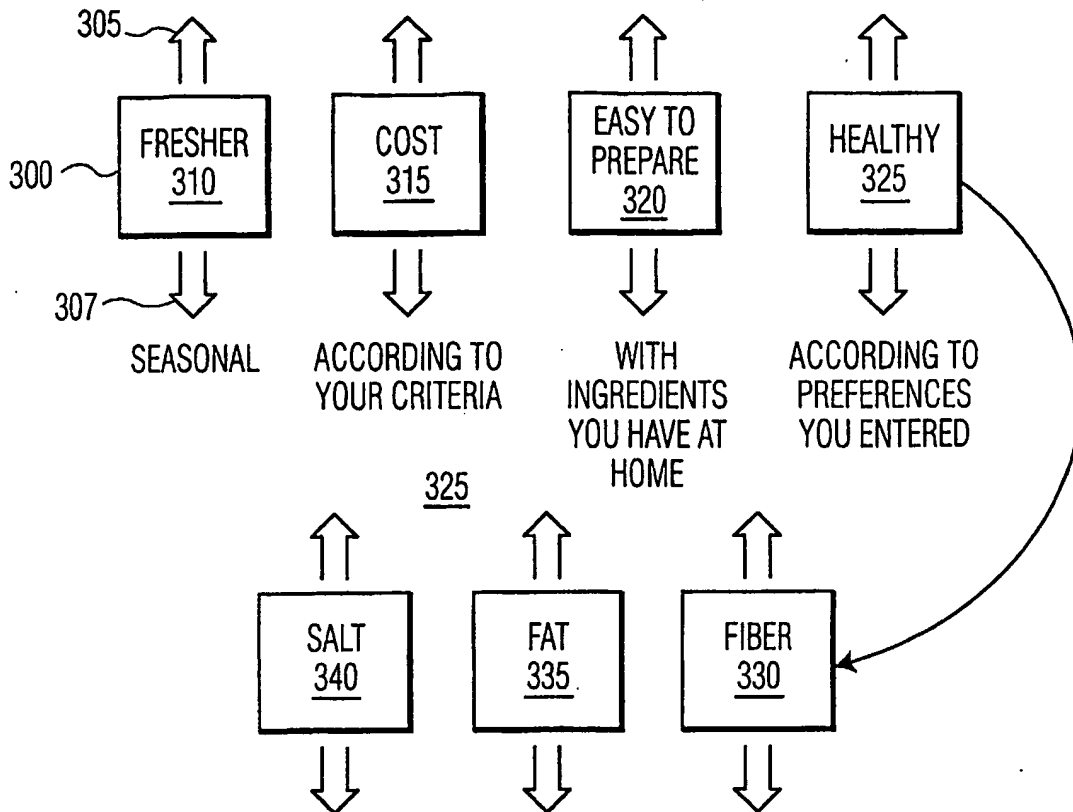 305
300
FRESHER
310
COST
315
EASY TO
PREPARE
320
HEALTHY
325
307
SEASONAL
ACCORDING TO
YOUR CRITERIA
WITH
INGREDIENTS
YOU HAVE AT
HOME
ACCORDING TO
PREFERENCES
YOU ENTERED
325
SALT
340
FAT
335
FIBER
330